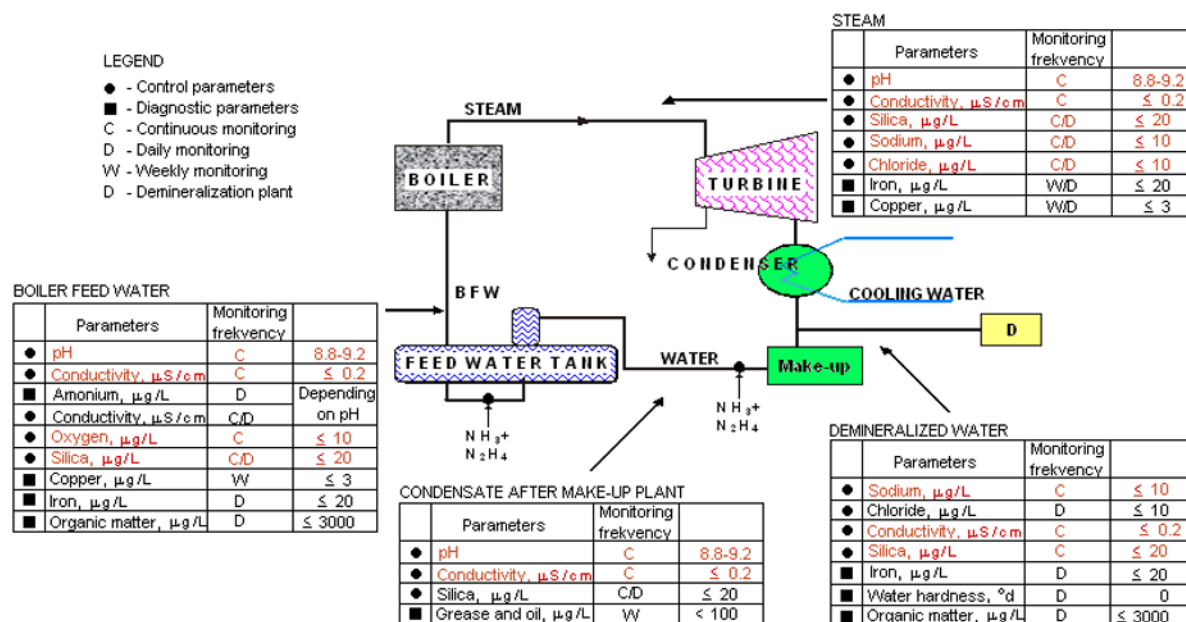 LEGEND
● - Control parameters
■ - Diagnostic parameters
C - Continuous monitoring
D - Daily monitoring
W - Weekly monitoring
D - Demineralization plant
STEAM
Parameters Monitoring frekvency
● pH C 8.8-9.2
● Conductivity, µS/cm C ≤ 0.2
● Silica, µg/L C/D ≤ 20
● Sodium, µg/L C/D ≤ 10
● Chloride, µg/L C/D ≤ 10
■ Iron, µg/L W/D ≤ 20
■ Copper, µg/L W/D ≤ 3
STEAM
BOILER
TURBINE
CONDENSER
COOLING WATER
D
Make-up
WATER
NH₃+
N₂H₄
BFW
FEED WATER TANK
NH₃+
N₂H₄
BOILER FEED WATER
Parameters Monitoring frekvency
● pH C 8.8-9.2
● Conductivity, µS/cm C ≤ 0.2
■ Amonium, µg/L D Depending
● Conductivity, µS/cm C/D on pH
● Oxygen, µg/L C ≤ 10
● Silica, µg/L C/D ≤ 20
■ Copper, µg/L W ≤ 3
■ Iron, µg/L D ≤ 20
■ Organic matter, µg/L D ≤ 3000
CONDENSATE AFTER MAKE-UP PLANT
Parameters Monitoring frekvency
● pH C 8.8-9.2
● Conductivity, µS/cm C ≤ 0.2
● Silica, µg/L C/D ≤ 20
■ Grease and oil, µg/L W < 100
DEMINERALIZED WATER
Parameters Monitoring frekvency
● Sodium, µg/L C ≤ 10
● Chloride, µg/L D ≤ 10
● Conductivity, µS/cm C ≤ 0.2
● Silica, µg/L C ≤ 20
■ Iron, µg/L D ≤ 20
■ Water hardness, °d D 0
■ Organic matter, µg/L D ≤ 3000